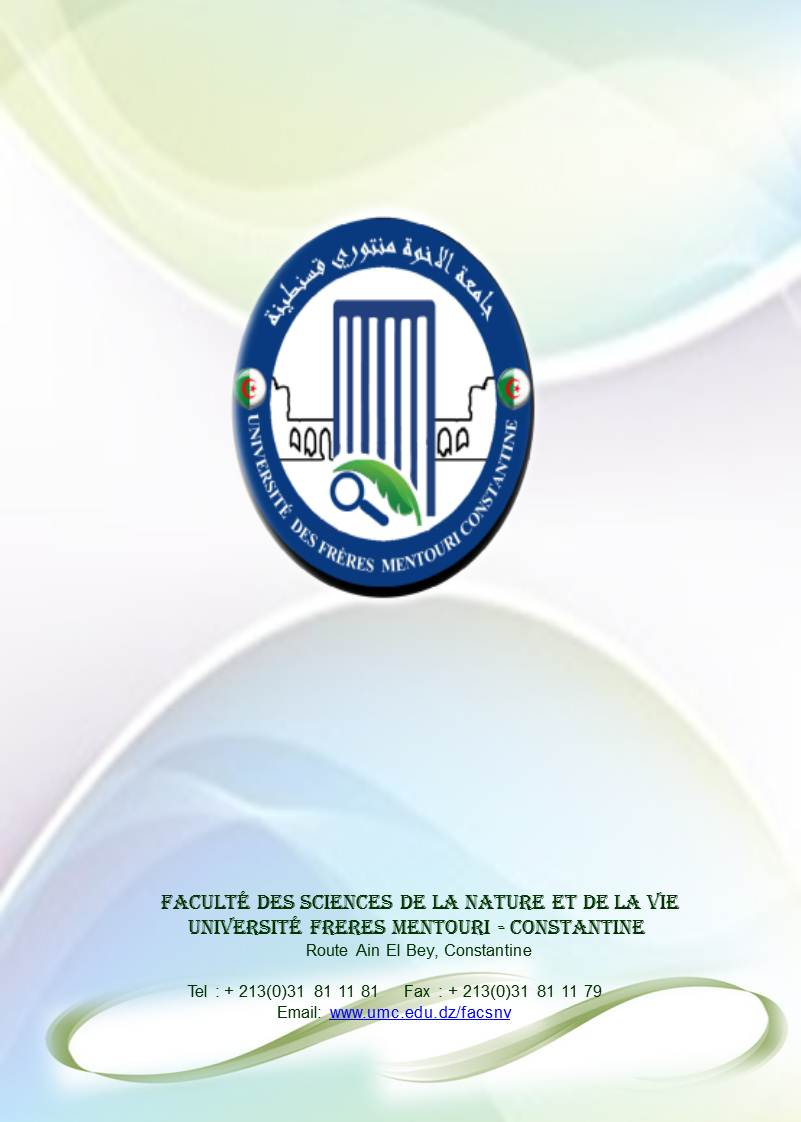 جامعة الاخوة منتوري قسنطينة
UNIVERSITÉ DES FRÈRES MENTOURI CONSTANTINE
FACULTÉ DES SCIENCES DE LA NATURE ET DE LA VIE
UNIVERSITÉ FRERES MENTOURI - CONSTANTINE
Route Ain El Bey, Constantine
Tel : + 213(0)31 81 11 81 Fax : + 213(0)31 81 11 79
Email: www.umc.edu.dz/facsnv